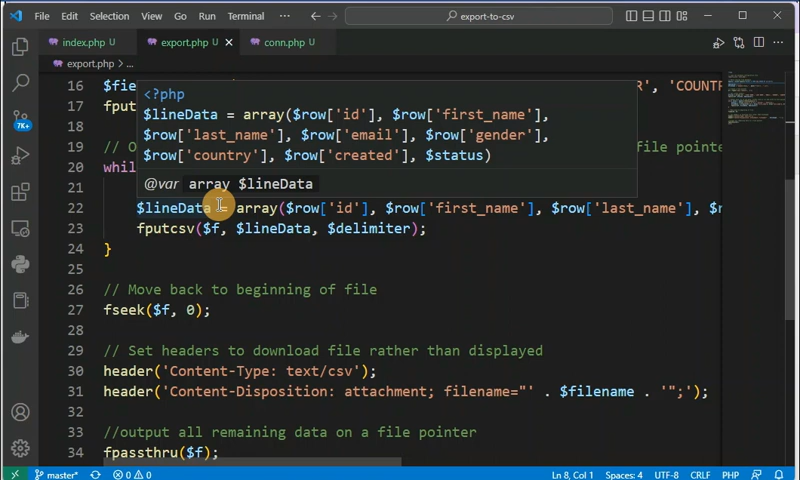 File Edit Selection View Go Run Terminal ··· export-to-csv
index.php U export.php U conn.php U
export.php > ...
16 $fie R', 'COUNTR
<?php
17 fput $lineData = array($row['id'], $row['first_name'],
18 $row['last_name'], $row['email'], $row['gender'],
19 // O $row['country'], $row['created'], $status) file pointe
20 whil
@var array $lineData
21
22 $lineData = array($row['id'], $row['first_name'], $row['last_name'], $r
23 fputcsv($f, $lineData, $delimiter);
24 }
25
26 // Move back to beginning of file
27 fseek($f, 0);
28
29 // Set headers to download file rather than displayed
30 header('Content-Type: text/csv');
31 header('Content-Disposition: attachment; filename="' . $filename . '";');
32
33 //output all remaining data on a file pointer
34 fpassthru($f);
7K+
master* 0 0 Ln 8, Col 1 Spaces: 4 UTF-8 CRLF PHP